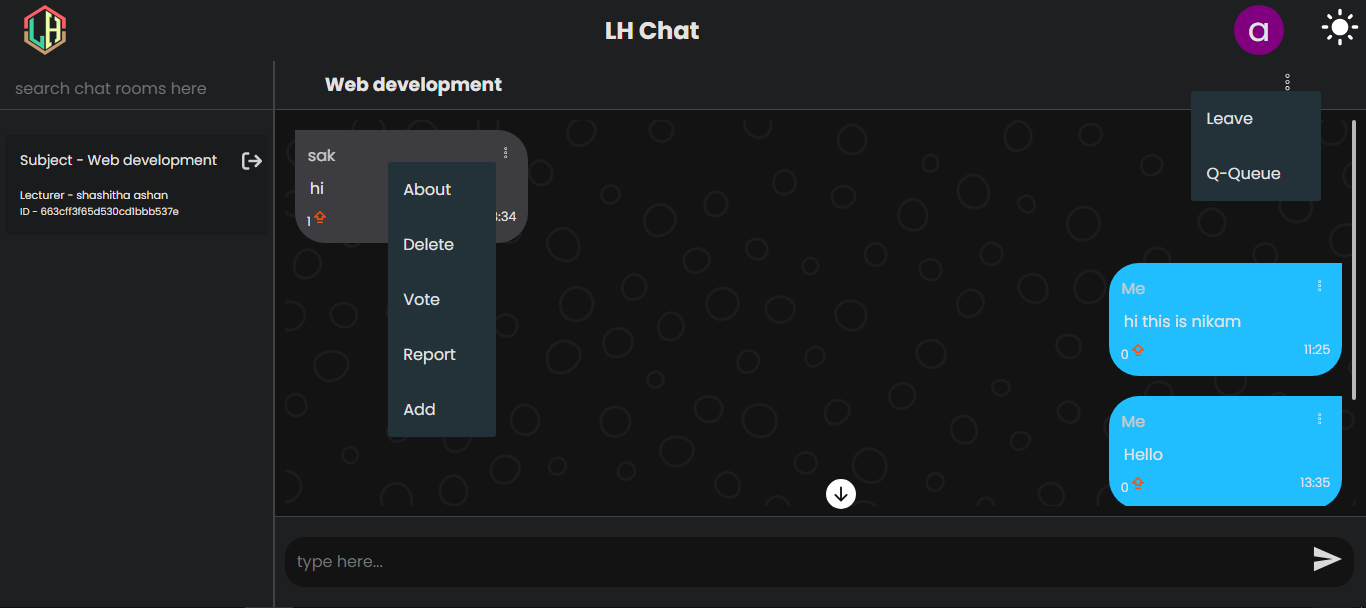 LH
LH Chat
a
search chat rooms here
Web development
Subject - Web development
Lecturer - shashitha ashan
ID - 663cff3f65d530cd1bbb537e
Leave
Q-Queue
sak
hi
1
:34
About
Delete
Vote
Report
Add
Me
hi this is nikam
0
11:25
Me
Hello
0
13:35
type here...